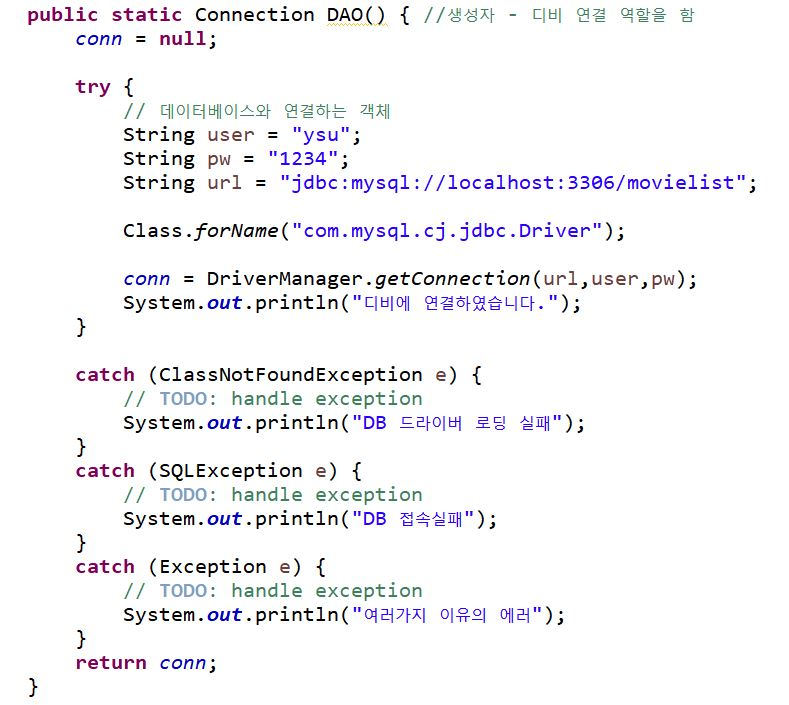 public static Connection DAO() { //생성자 - 디비 연결 역할을 함
conn = null;
try {
// 데이터베이스와 연결하는 객체
String user = "ysu";
String pw = "1234";
String url = "jdbc:mysql://localhost:3306/movielist";
Class.forName("com.mysql.cj.jdbc.Driver");
conn = DriverManager.getConnection(url,user,pw);
System.out.println("디비에 연결하였습니다.");
}
catch (ClassNotFoundException e) {
// TODO: handle exception
System.out.println("DB 드라이버 로딩 실패");
}
catch (SQLException e) {
// TODO: handle exception
System.out.println("DB 접속실패");
}
catch (Exception e) {
// TODO: handle exception
System.out.println("여러가지 이유의 에러");
}
return conn;
}